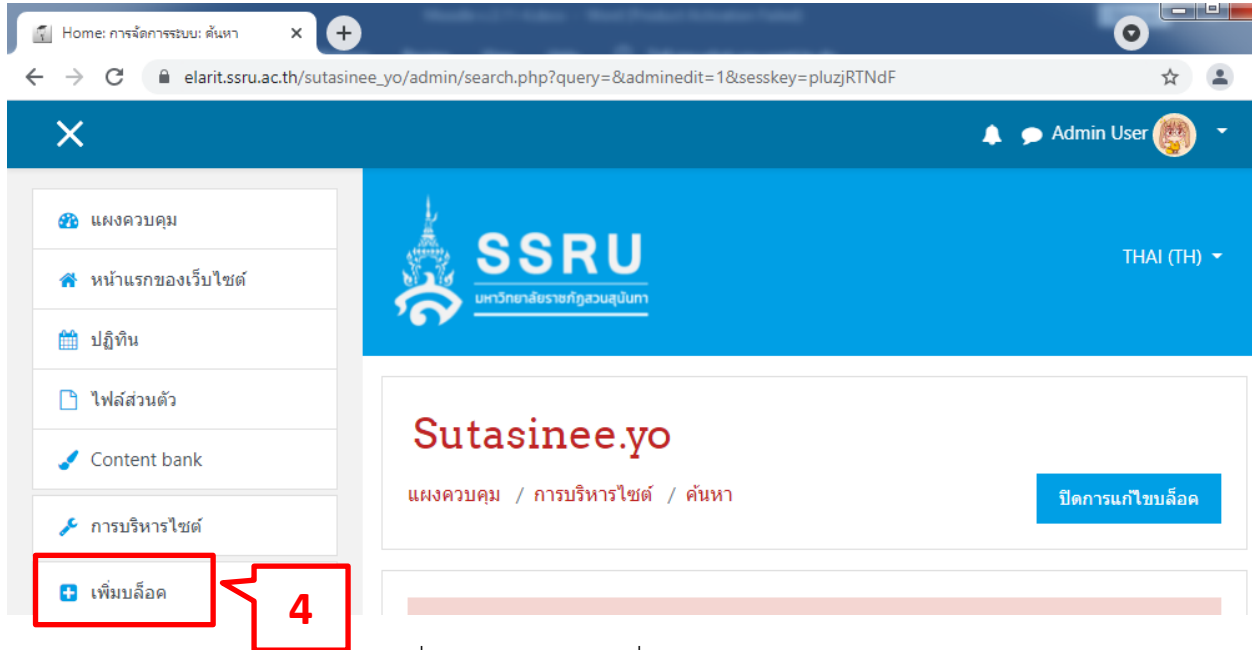 Home: การจัดการระบบ: ค้นหา
elarit.ssru.ac.th/sutasinee_yo/admin/search.php?query=&adminedit=1&sesskey=pluzjRTNdF
Admin User
แผงควบคุม
หน้าแรกของเว็บไซต์
ปฏิทิน
ไฟล์ส่วนตัว
Content bank
การบริหารไซต์
เพิ่มบล็อค
4
SSRU
มหาวิทยาลัยราชภัฏสวนสุนันทา
THAI (TH)
Sutasinee.yo
แผงควบคุม / การบริหารไซต์ / ค้นหา
ปิดการแก้ไขบล็อค